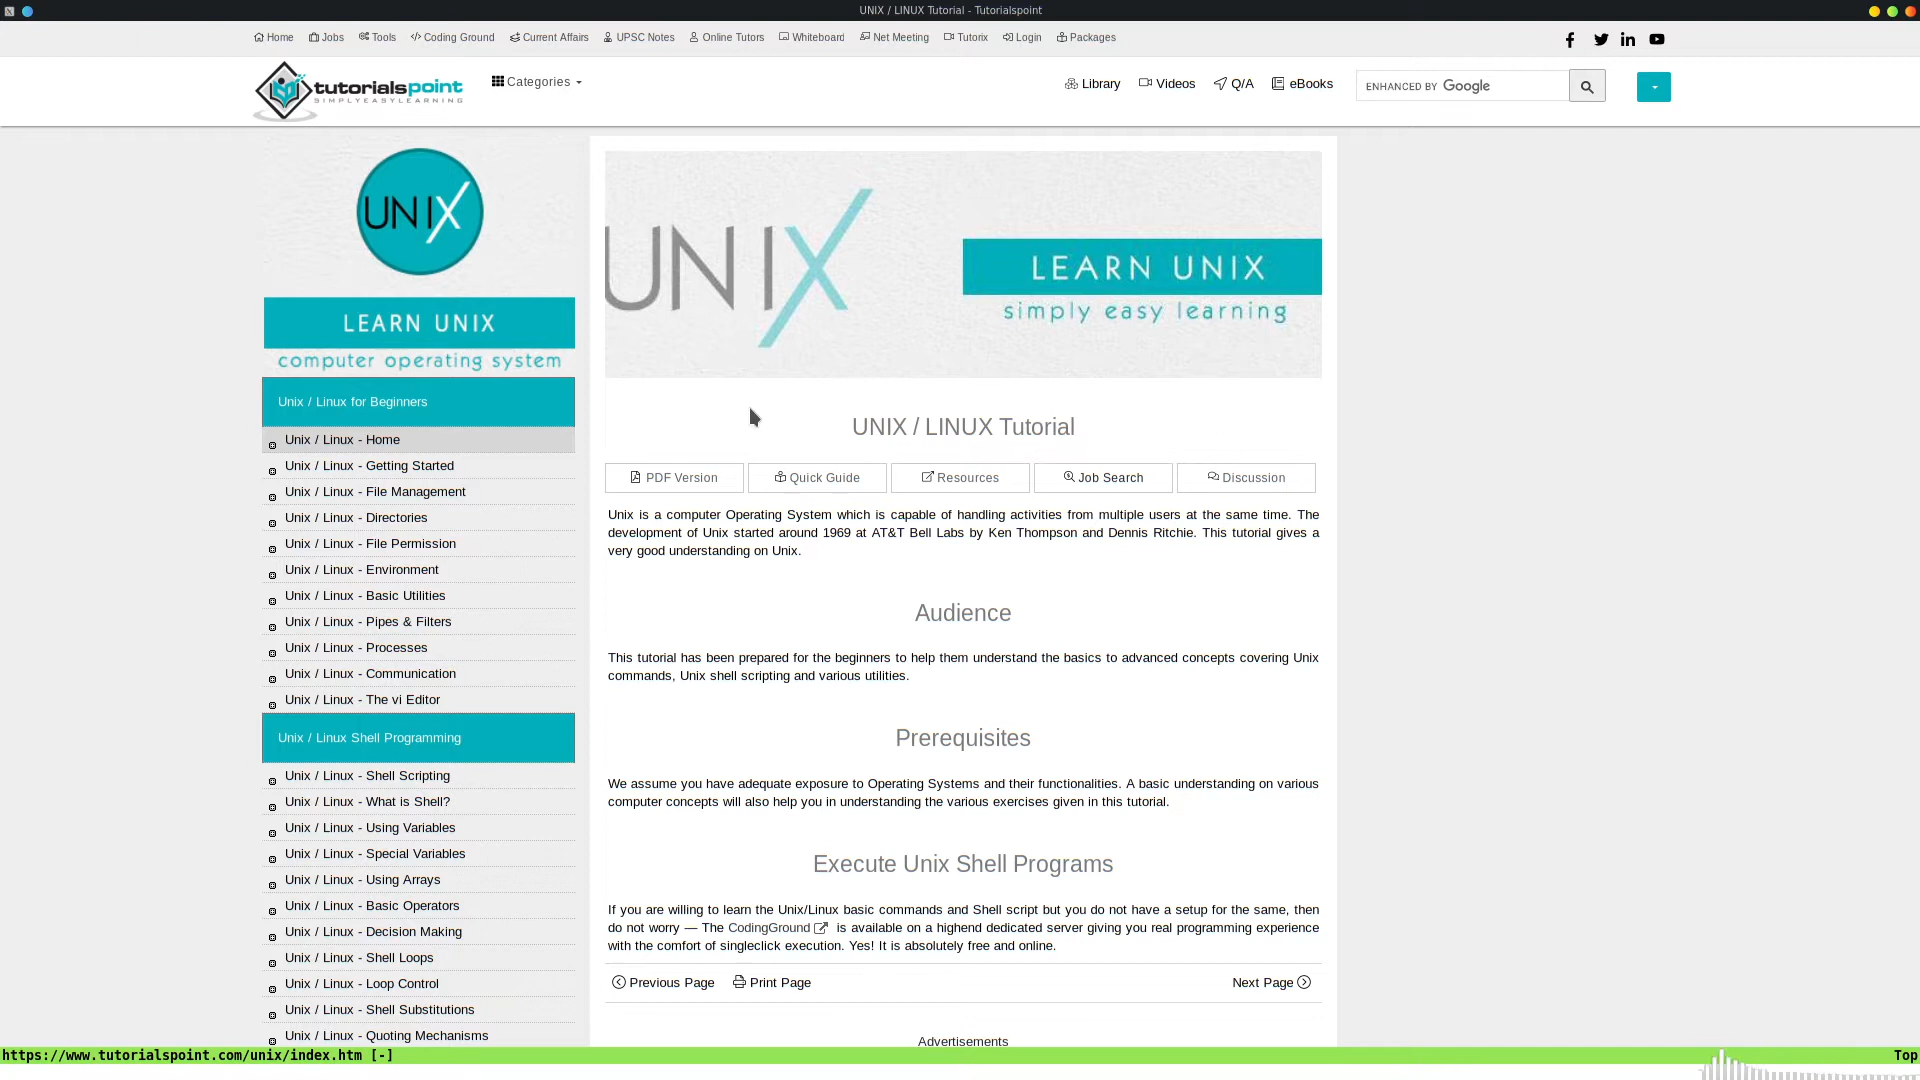 UNIX / LINUX Tutorial - Tutorialspoint
Home Jobs Tools Coding Ground Current Affairs UPSC Notes Online Tutors Whiteboard Net Meeting Tutorix Login Packages
tutorialspoint
SIMPLYEASYLEARNING
Categories
Library Videos Q/A eBooks
ENHANCED BY Google
UNIX
LEARN UNIX
computer operating system
Unix / Linux for Beginners
Unix / Linux - Home
Unix / Linux - Getting Started
Unix / Linux - File Management
Unix / Linux - Directories
Unix / Linux - File Permission
Unix / Linux - Environment
Unix / Linux - Basic Utilities
Unix / Linux - Pipes & Filters
Unix / Linux - Processes
Unix / Linux - Communication
Unix / Linux - The vi Editor
Unix / Linux Shell Programming
Unix / Linux - Shell Scripting
Unix / Linux - What is Shell?
Unix / Linux - Using Variables
Unix / Linux - Special Variables
Unix / Linux - Using Arrays
Unix / Linux - Basic Operators
Unix / Linux - Decision Making
Unix / Linux - Shell Loops
Unix / Linux - Loop Control
Unix / Linux - Shell Substitutions
Unix / Linux - Quoting Mechanisms
UNIX
LEARN UNIX
simply easy learning
UNIX / LINUX Tutorial
PDF Version Quick Guide Resources Job Search Discussion
Unix is a computer Operating System which is capable of handling activities from multiple users at the same time. The
development of Unix started around 1969 at AT&T Bell Labs by Ken Thompson and Dennis Ritchie. This tutorial gives a
very good understanding on Unix.
Audience
This tutorial has been prepared for the beginners to help them understand the basics to advanced concepts covering Unix
commands, Unix shell scripting and various utilities.
Prerequisites
We assume you have adequate exposure to Operating Systems and their functionalities. A basic understanding on various
computer concepts will also help you in understanding the various exercises given in this tutorial.
Execute Unix Shell Programs
If you are willing to learn the Unix/Linux basic commands and Shell script but you do not have a setup for the same, then
do not worry — The CodingGround is available on a highend dedicated server giving you real programming experience
with the comfort of singleclick execution. Yes! It is absolutely free and online.
Previous Page Print Page Next Page
Advertisements
https://www.tutorialspoint.com/unix/index.htm [-] Top